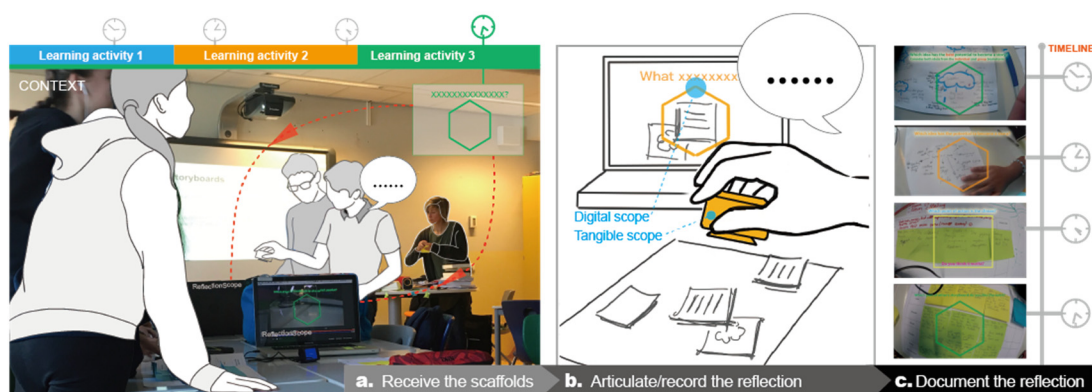 Learning activity 1
Learning activity 2
Learning activity 3
CONTEXT
xxxxxxxxxxxxxxx?
toryboards
......
ReflectionScope
ReflectionScope
What xxxxxxxx
......
Digital scope
Tangible scope
TIMELINE
a. Receive the scaffolds
b. Articulate/record the reflection
c. Document the reflection